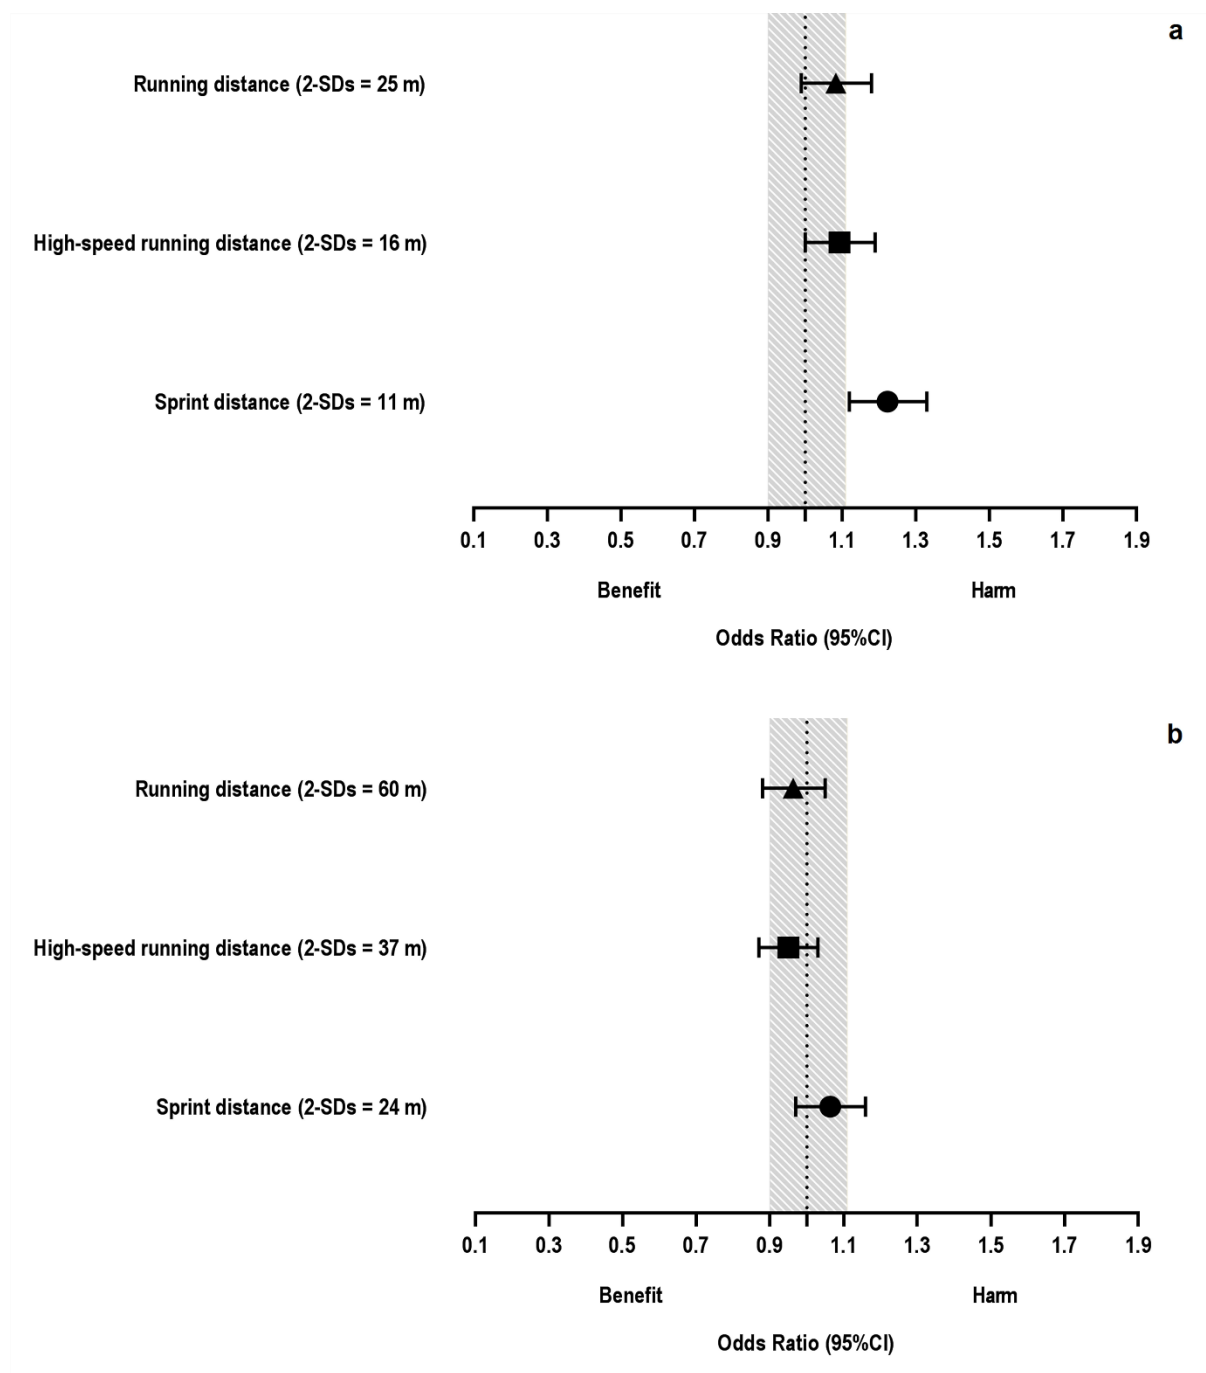 a
Running distance (2-SDs = 25 m)
High-speed running distance (2-SDs = 16 m)
Sprint distance (2-SDs = 11 m)
0.1 0.3 0.5 0.7 0.9 1.1 1.3 1.5 1.7 1.9
Benefit Harm
Odds Ratio (95%CI)
b
Running distance (2-SDs = 60 m)
High-speed running distance (2-SDs = 37 m)
Sprint distance (2-SDs = 24 m)
0.1 0.3 0.5 0.7 0.9 1.1 1.3 1.5 1.7 1.9
Benefit Harm
Odds Ratio (95%CI)